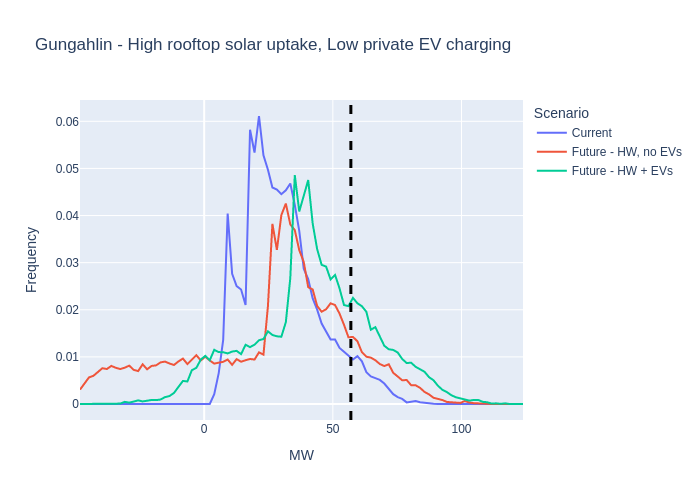 Gungahlin - High rooftop solar uptake, Low private EV charging
Scenario
Current
Future - HW, no EVs
Future - HW + EVs
Frequency
0.06
0.05
0.04
0.03
0.02
0.01
0
0 50 100
MW